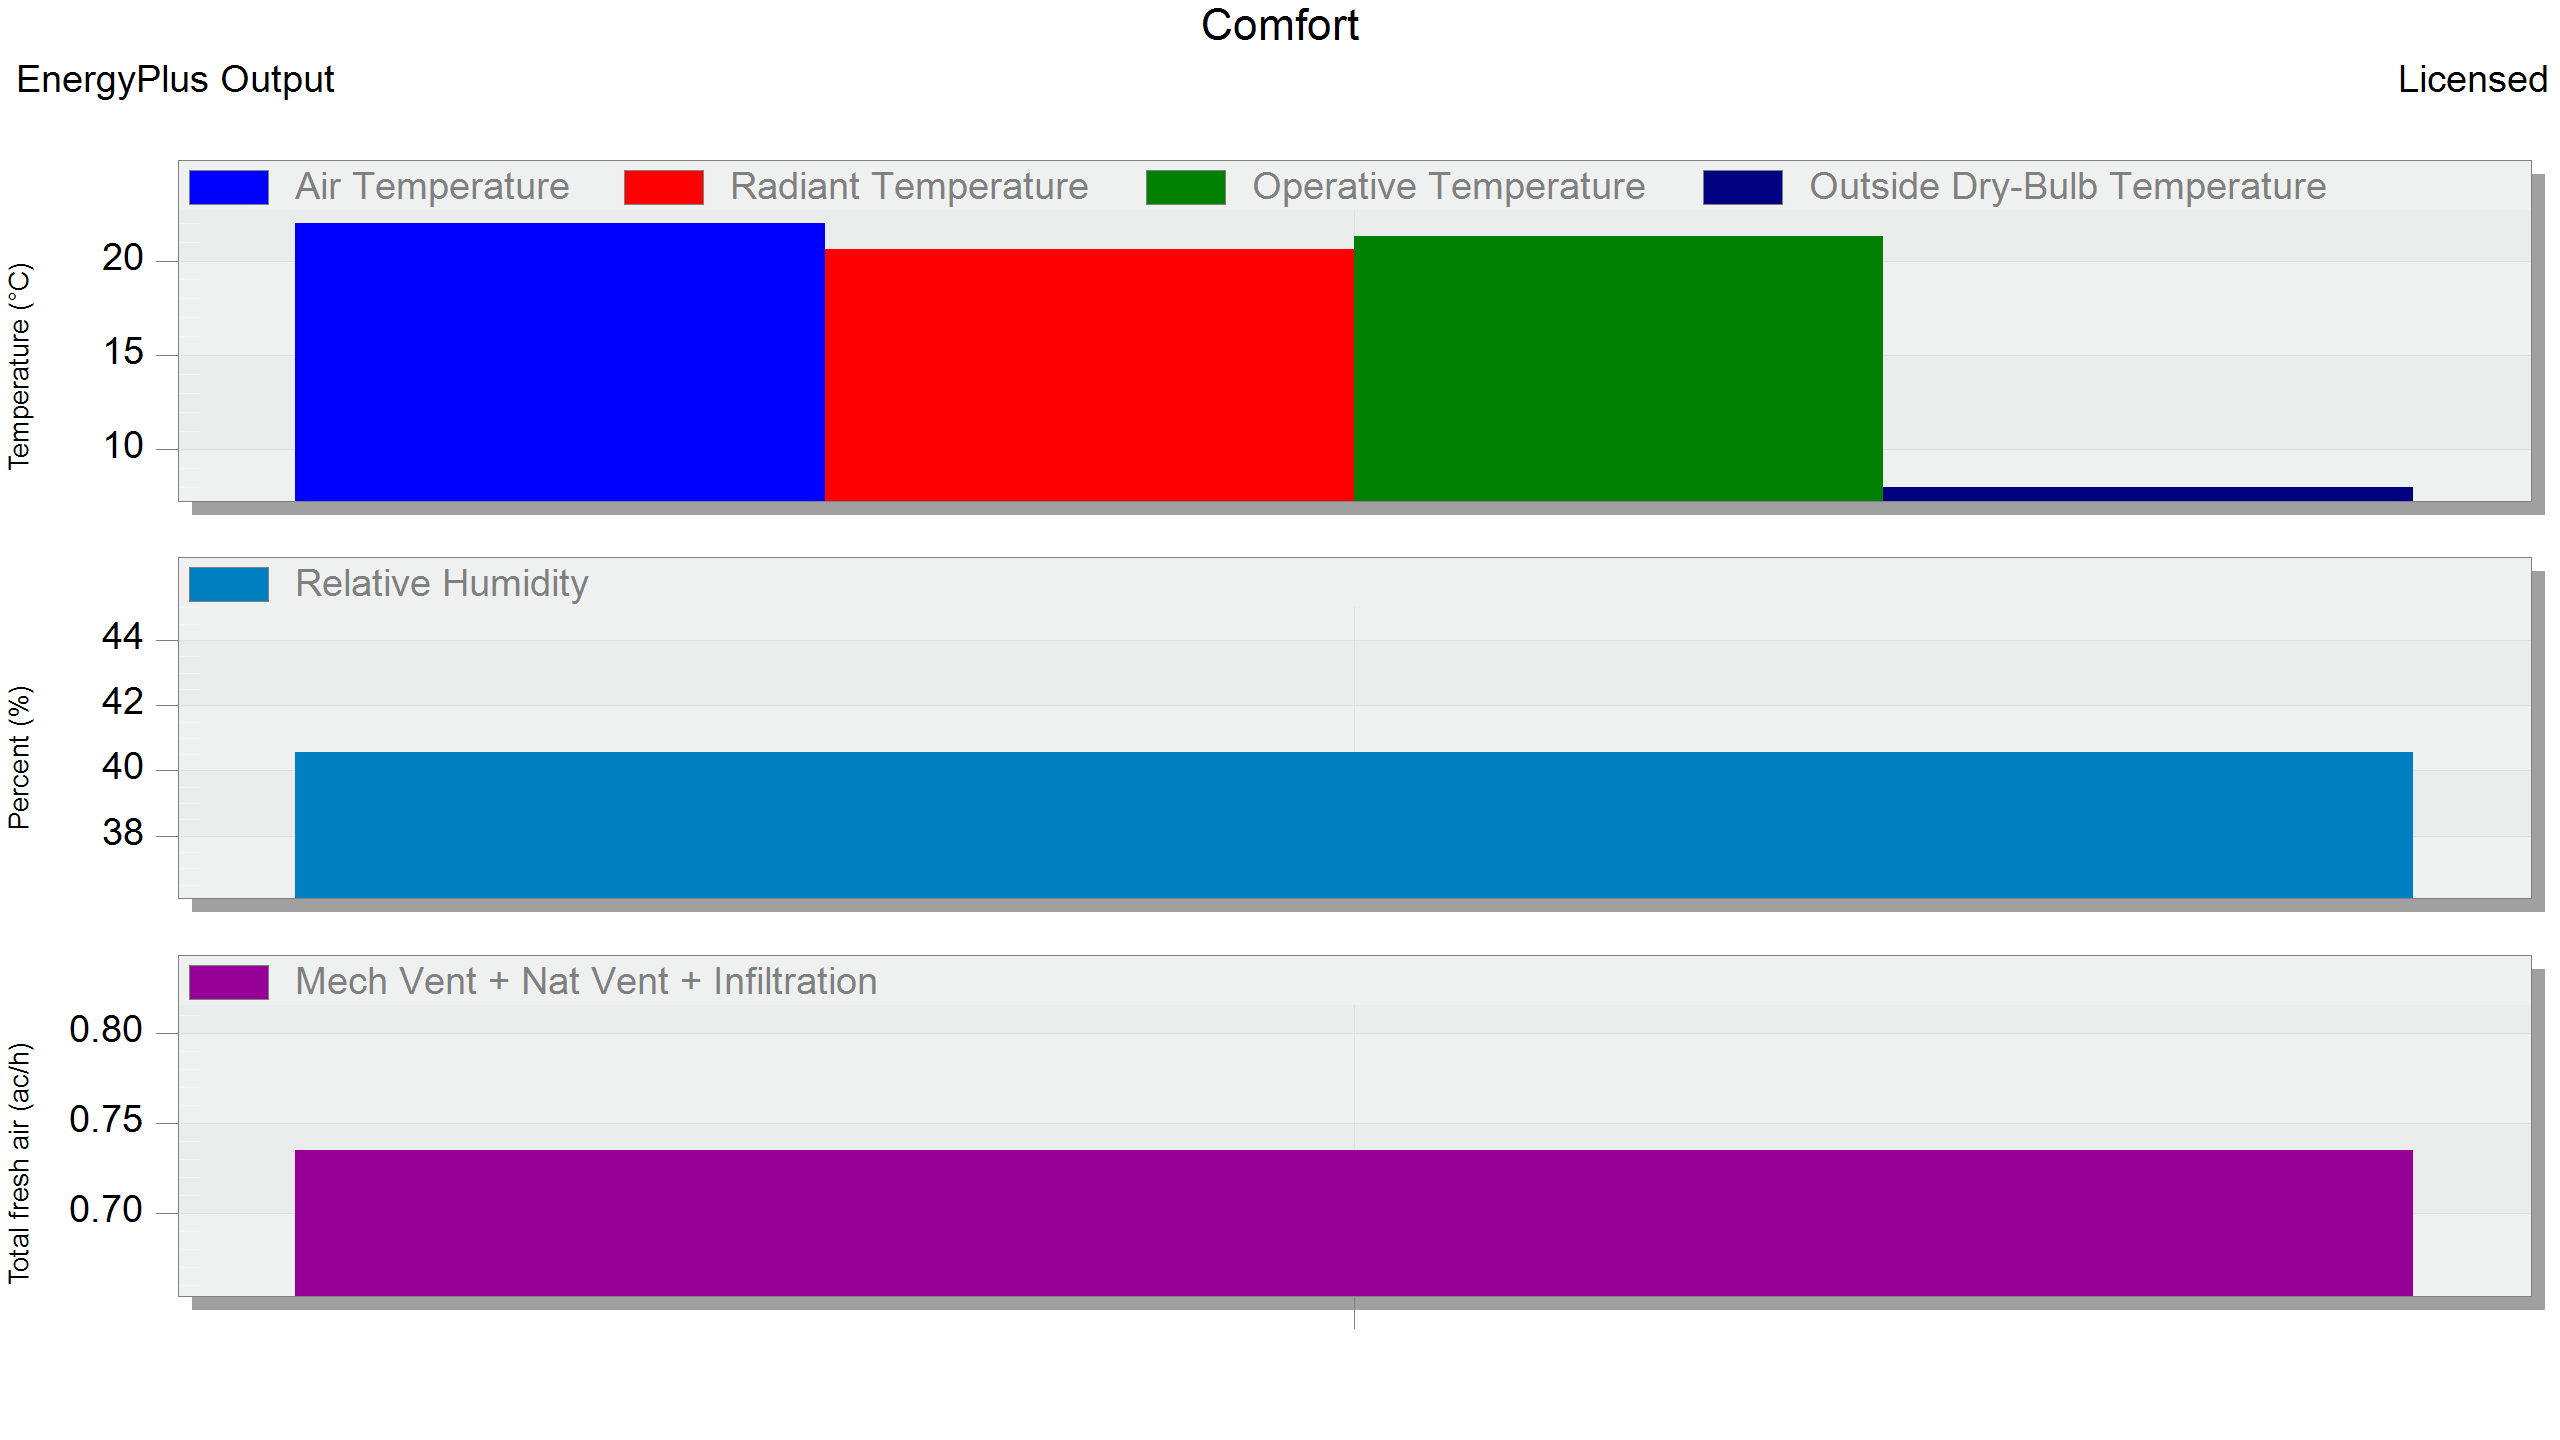 Comfort
EnergyPlus Output
Licensed
Air Temperature
Radiant Temperature
Operative Temperature
Outside Dry-Bulb Temperature
Temperature (°C)
20
15
10
Relative Humidity
Percent (%)
44
42
40
38
Mech Vent + Nat Vent + Infiltration
Total fresh air (ac/h)
0.80
0.75
0.70